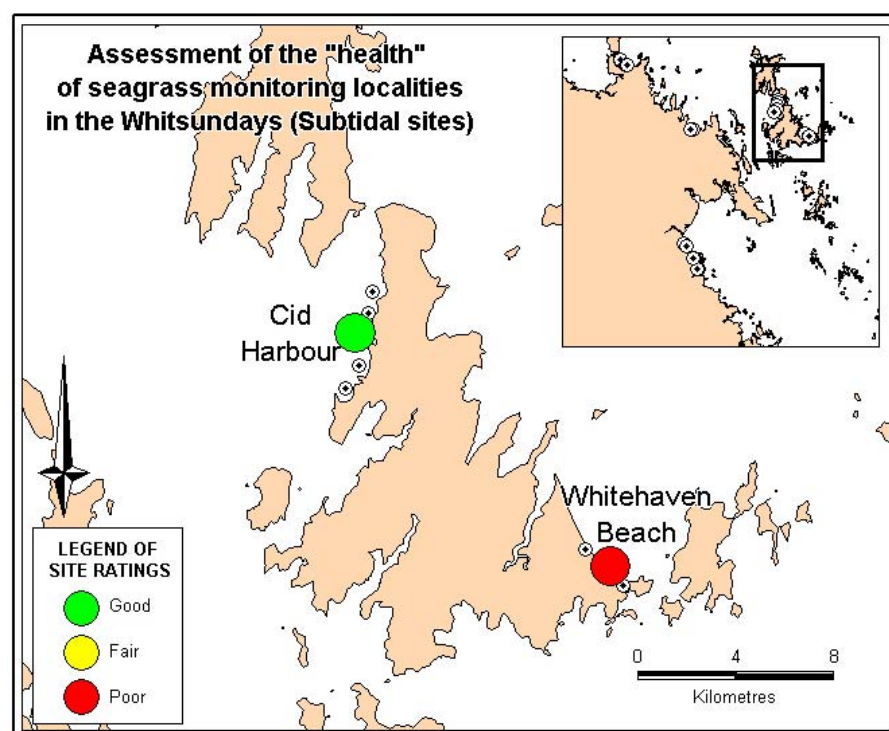 Assessment of the "health"
of seagrass monitoring localities
in the Whitsundays (Subtidal sites)
Cid
Harbour
Whitehaven
Beach
LEGEND OF
SITE RATINGS
Good
Fair
Poor
0 4 8
Kilometres